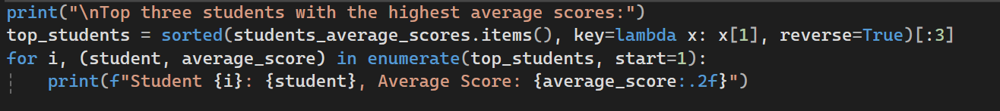 print("\nTop three students with the highest average scores:")
top_students = sorted(students_average_scores.items(), key=lambda x: x[1], reverse=True)[:3]
for i, (student, average_score) in enumerate(top_students, start=1):
    print(f"Student {i}: {student}, Average Score: {average_score:.2f}")